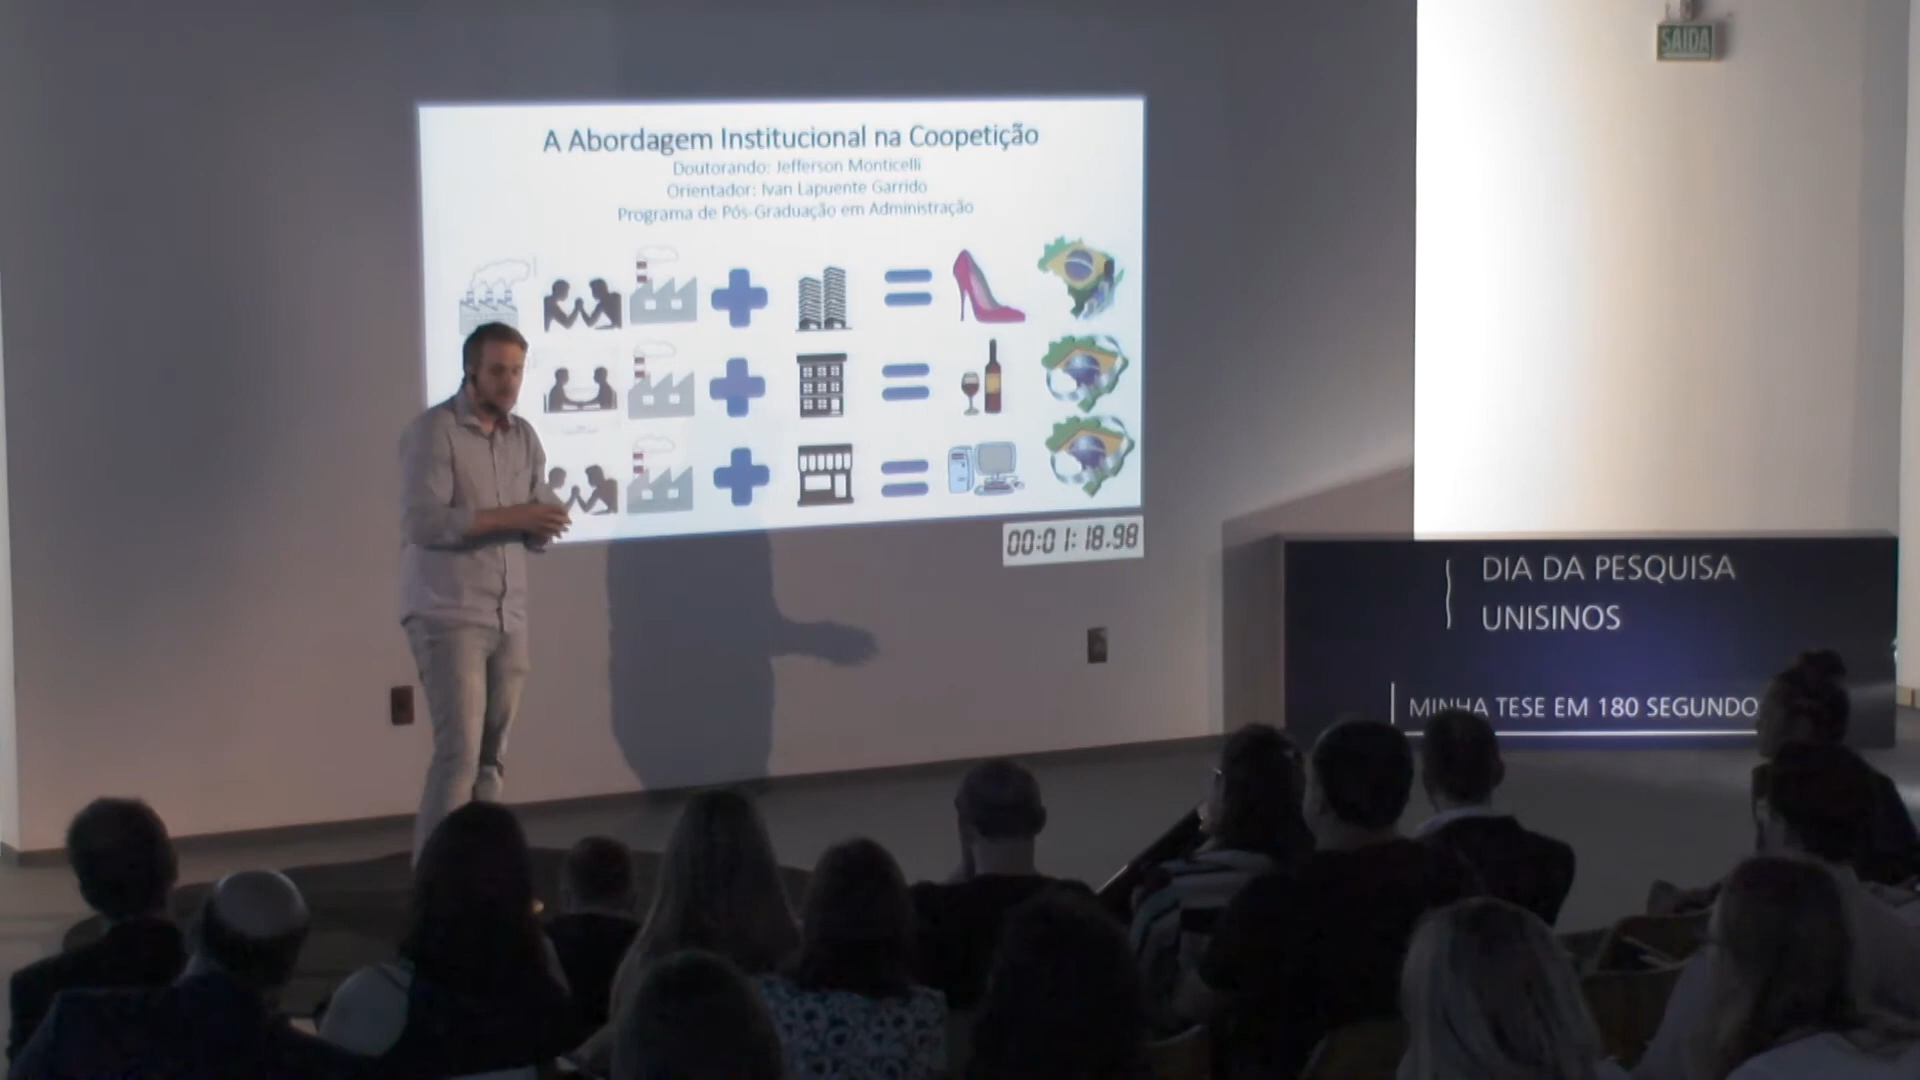 SAÍDA
A Abordagem Institucional na Coopetição
Doutorando: Jefferson Monticelli
Orientador: Ivan Lapuente Garrido
Programa de Pós-Graduação em Administração
00:01:18.98
DIA DA PESQUISA
UNISINOS
MINHA TESE EM 180 SEGUNDO